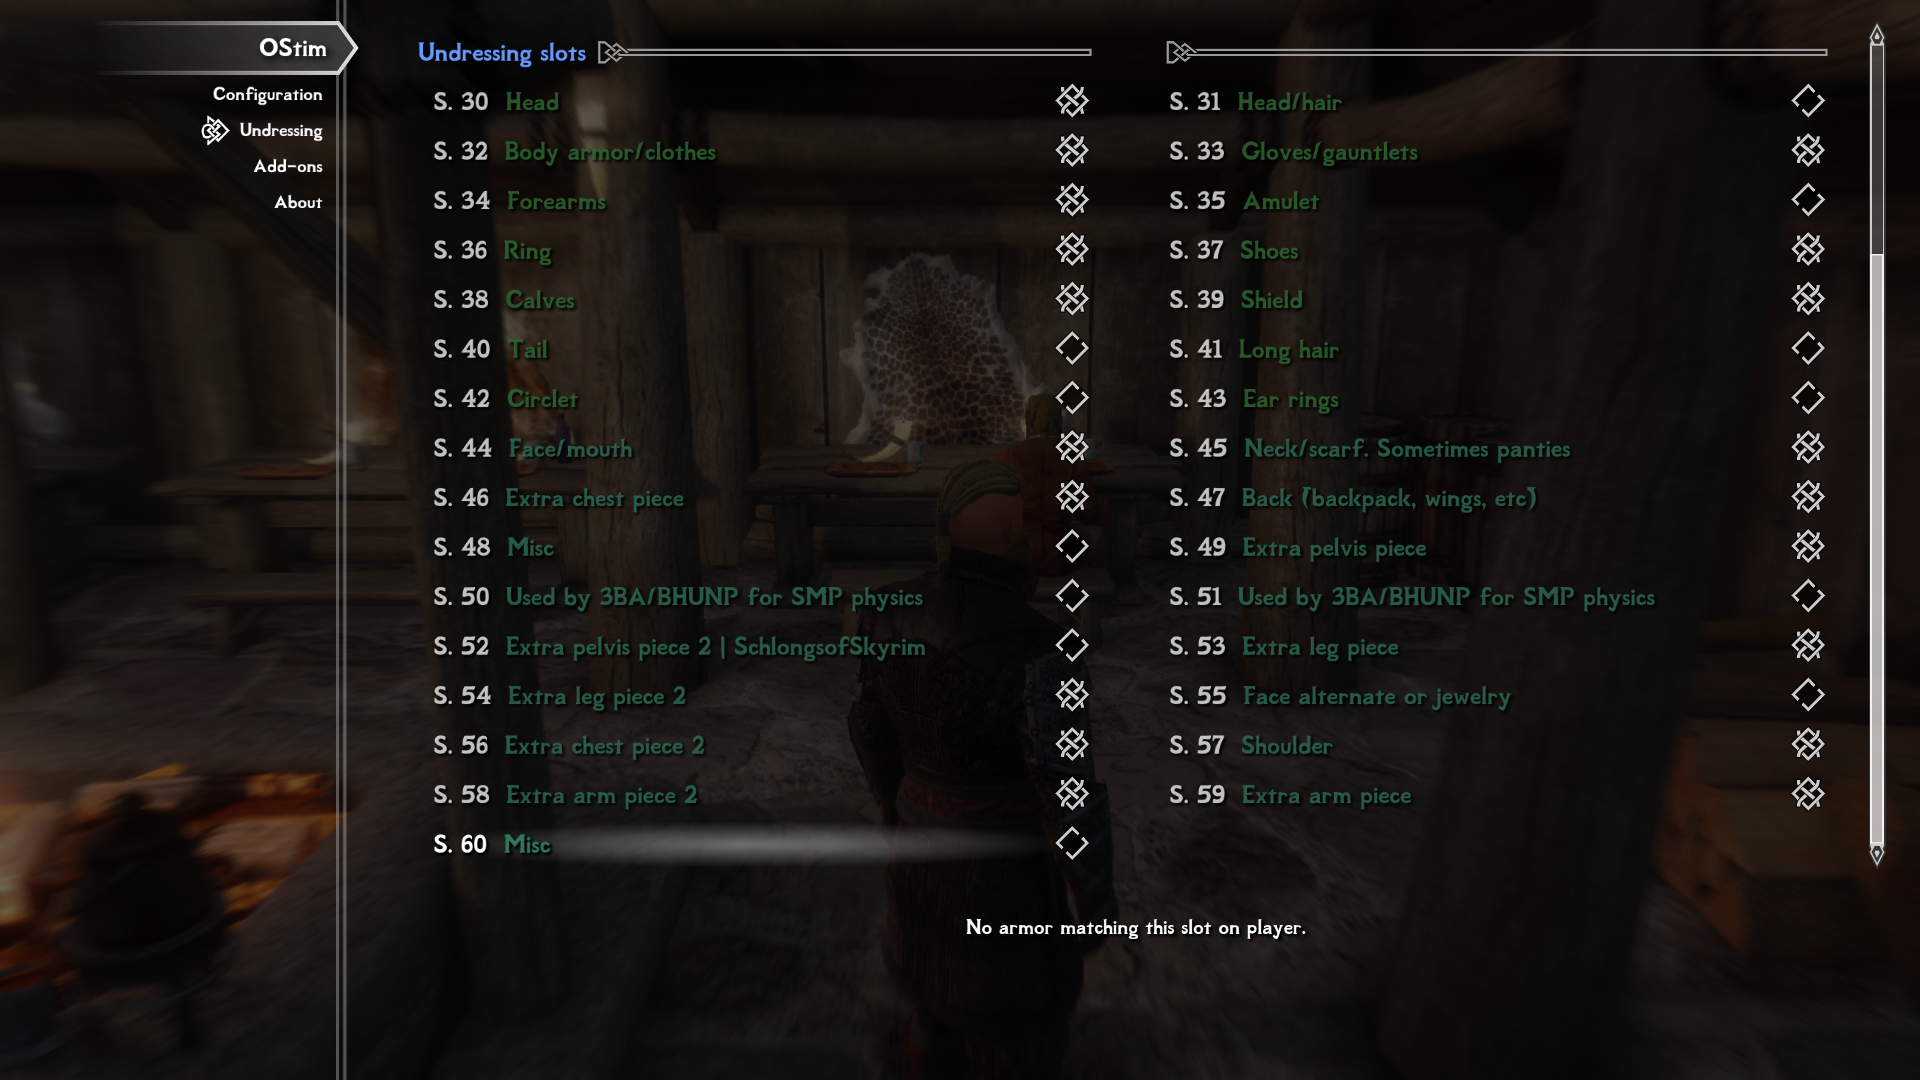 OStim
Configuration
Undressing
Add-ons
About
Undressing slots
S. 30 Head
S. 31 Head/hair
S. 32 Body armor/clothes
S. 33 Gloves/gauntlets
S. 34 Forearms
S. 35 Amulet
S. 36 Ring
S. 37 Shoes
S. 38 Calves
S. 39 Shield
S. 40 Tail
S. 41 Long hair
S. 42 Circlet
S. 43 Ear rings
S. 44 Face/mouth
S. 45 Neck/scarf. Sometimes panties
S. 46 Extra chest piece
S. 47 Back (backpack, wings, etc)
S. 48 Misc
S. 49 Extra pelvis piece
S. 50 Used by 3BA/BHUNP for SMP physics
S. 51 Used by 3BA/BHUNP for SMP physics
S. 52 Extra pelvis piece 2 | SchlongsofSkyrim
S. 53 Extra leg piece
S. 54 Extra leg piece 2
S. 55 Face alternate or jewelry
S. 56 Extra chest piece 2
S. 57 Shoulder
S. 58 Extra arm piece 2
S. 59 Extra arm piece
S. 60 Misc
No armor matching this slot on player.